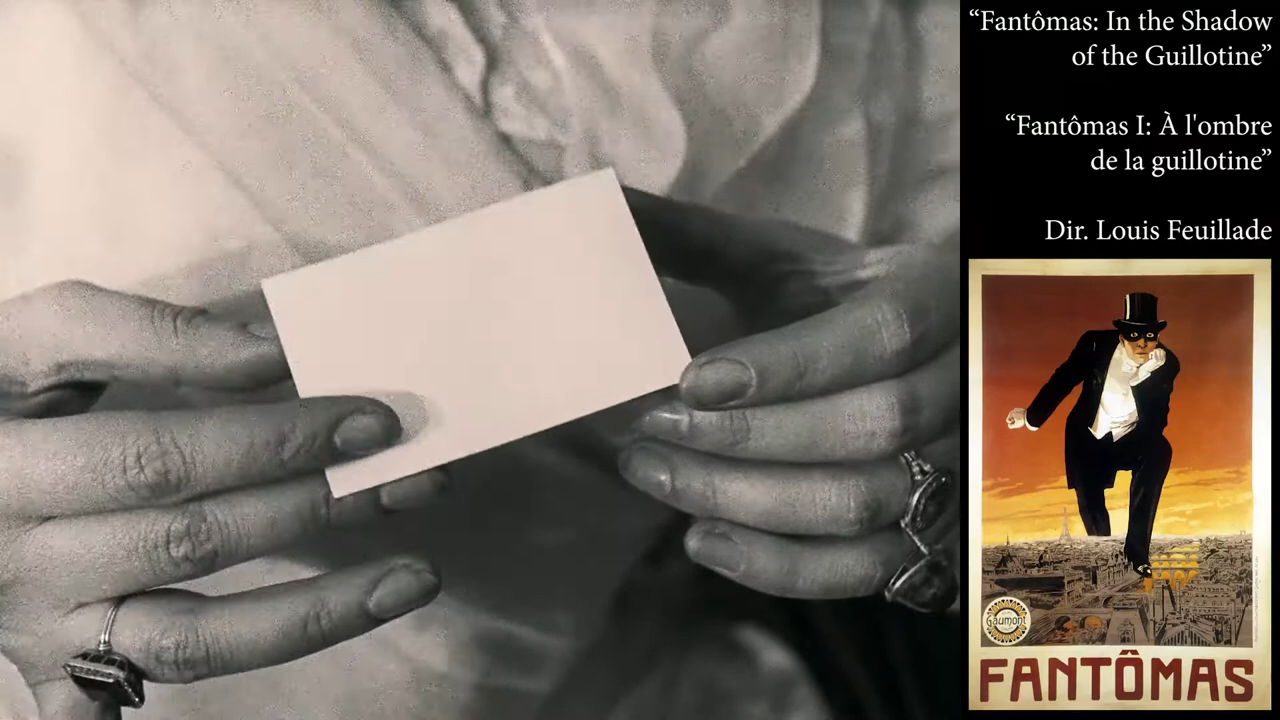 “Fantômas: In the Shadow
of the Guillotine”
“Fantômas I: À l'ombre
de la guillotine”
Dir. Louis Feuillade
Gaumont
FANTÔMAS